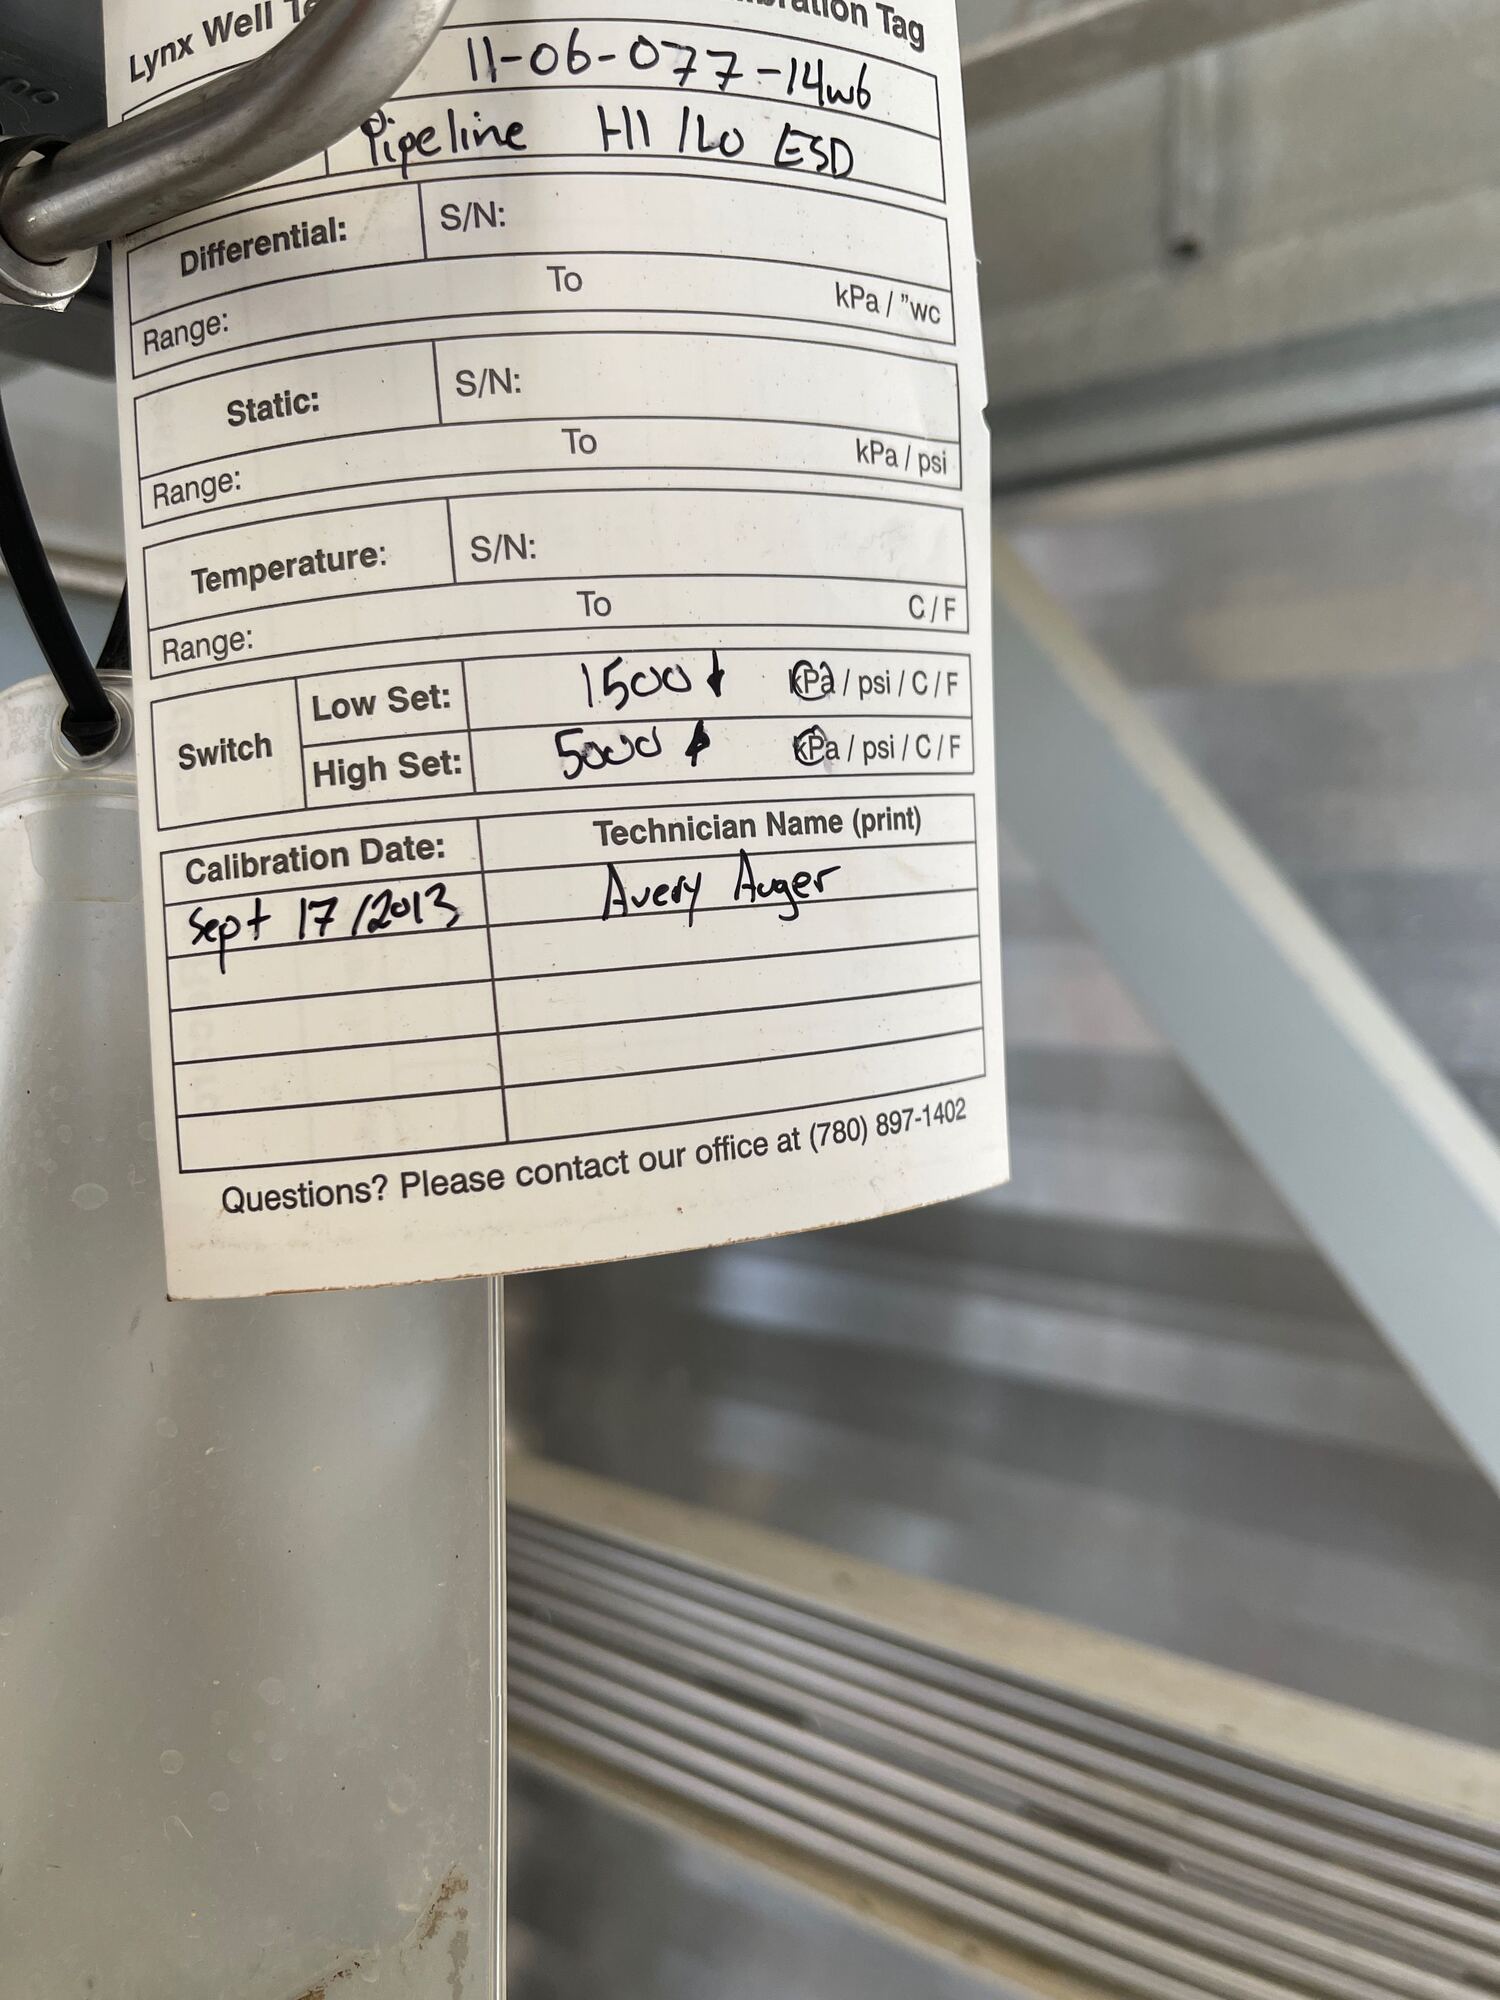 Lynx Well Tag
11-06-077-14w6
Pipeline HI/LO ESD
Differential: S/N:
Range: To kPa / "wc
Static: S/N:
Range: To kPa / psi
Temperature: S/N:
Range: To C / F
Switch Low Set: 1500↓ kPa / psi / C / F
High Set: 5000↑ kPa / psi / C / F
Calibration Date: Technician Name (print)
Sept 17/2013 Avery Auger
Questions? Please contact our office at (780) 897-1402